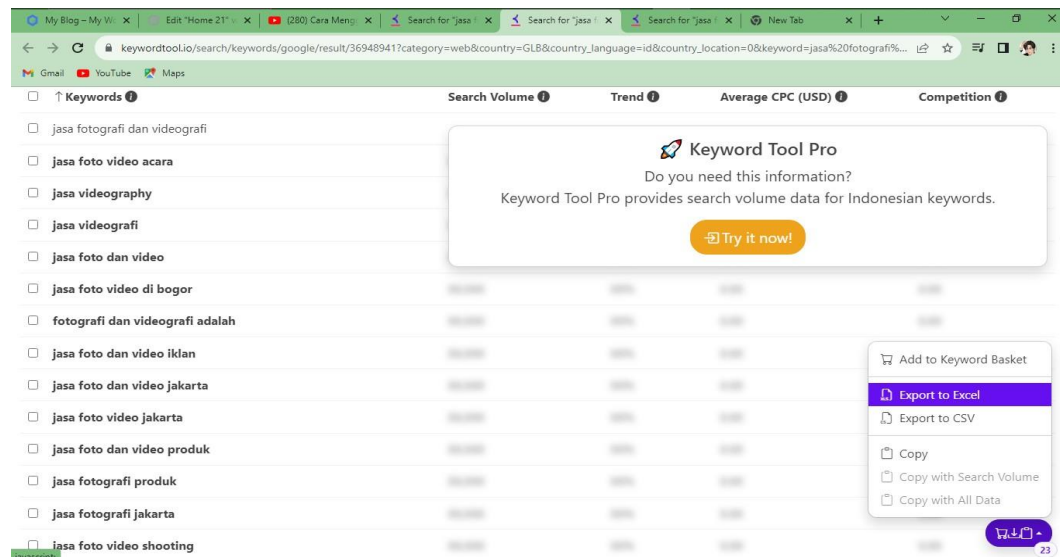 My Blog – My W
Edit "Home 21"
(280) Cara Meng
Search for "jasa f
Search for "jasa f
Search for "jasa f
New Tab
keywordtool.io/search/keywords/google/result/36948941?category=web&country=GLB&country_language=id&country_location=0&keyword=jasa%20fotografi%...
Gmail
YouTube
Maps
↑ Keywords
Search Volume
Trend
Average CPC (USD)
Competition
jasa fotografi dan videografi
jasa foto video acara
jasa videography
jasa videografi
jasa foto dan video
jasa foto video di bogor
fotografi dan videografi adalah
jasa foto dan video iklan
jasa foto dan video jakarta
jasa foto video jakarta
jasa foto dan video produk
jasa fotografi produk
jasa fotografi jakarta
jasa foto video shooting
Keyword Tool Pro
Do you need this information?
Keyword Tool Pro provides search volume data for Indonesian keywords.
Try it now!
Add to Keyword Basket
Export to Excel
Export to CSV
Copy
Copy with Search Volume
Copy with All Data
23